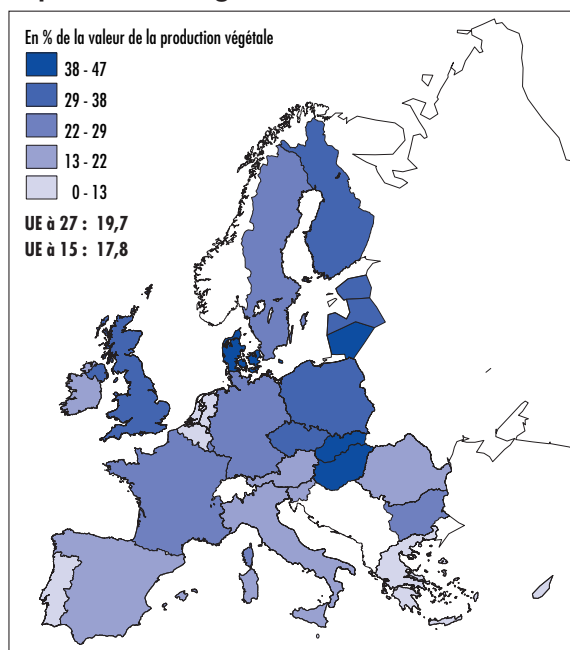 En % de la valeur de la production végétale
38 - 47
29 - 38
22 - 29
13 - 22
0 - 13
UE à 27 : 19,7
UE à 15 : 17,8